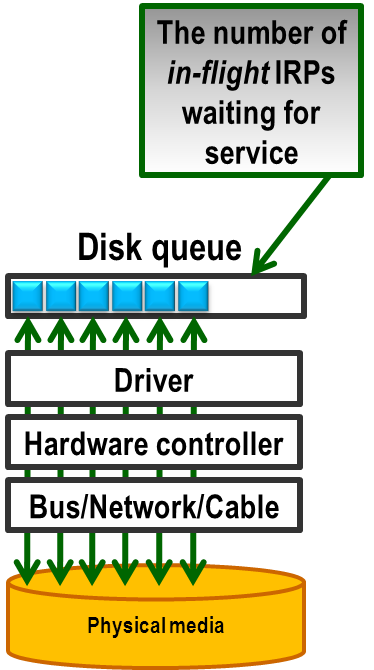 The number of
in-flight IRPs
waiting for
service
Disk queue
Driver
Hardware controller
Bus/Network/Cable
Physical media